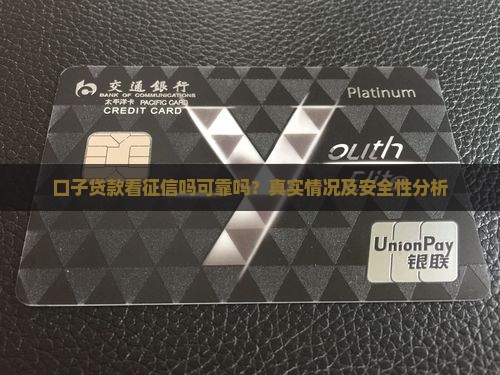 交通銀行
BANK OF COMMUNICATIONS
太平洋卡 PACIFIC CARD
CREDIT CARD
Platinum
Youth
Elite
口子贷款看征信吗可靠吗？真实情况及安全性分析
UnionPay
银联